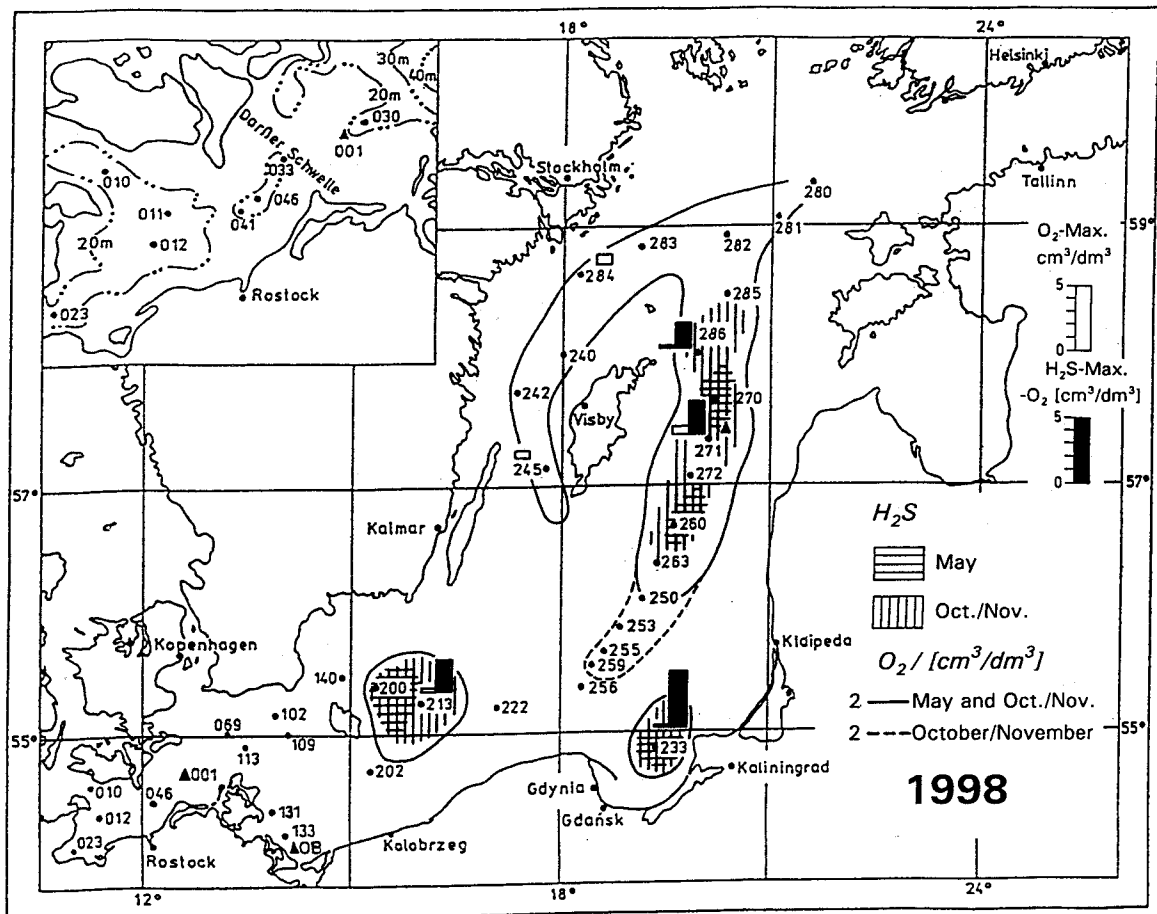 18°
24°
30m
40m
20m
030
001
Darßer Schwelle
033
010
046
011
041
012
20m
Rostock
023
Helsinki
Stockholm
Tallinn
280
281
59°
283
282
284
285
286
240
242
Visby
270
271
245
272
57°
57°
Kalmar
260
263
250
253
255
259
256
Klaipeda
Kopenhagen
140
200
213
222
102
069
109
55°
55°
113
233
202
Kaliningrad
001
010
046
Gdynia
012
131
Gdańsk
133
023
OB
Rostock
Kołobrzeg
12°
18°
24°
O₂-Max.
cm³/dm³
5
0
H₂S-Max.
-O₂ [cm³/dm³]
5
0
H₂S
May
Oct./Nov.
O₂ / [cm³/dm³]
2 May and Oct./Nov.
2 October/November
1998